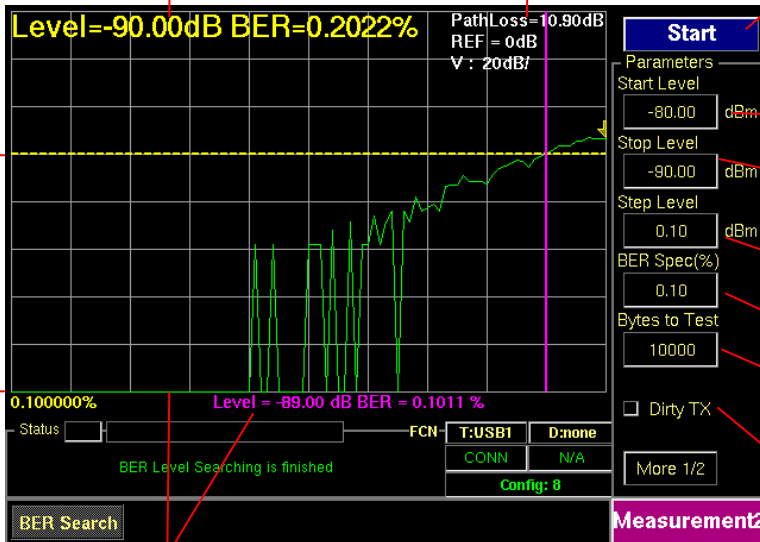 Level=-90.00dB BER=0.2022%
PathLoss=10.90dB
REF = 0dB
V : 20dB/
Start
Parameters
Start Level
-80.00 dBm
Stop Level
-90.00 dBm
Step Level
0.10 dBm
BER Spec(%)
0.10
Bytes to Test
10000
Dirty TX
More 1/2
0.100000%
Level = -89.00 dB BER = 0.1011 %
Status
FCN
T:USB1 D:none
BER Level Searching is finished
CONN N/A
Config: 8
BER Search
Measurement2